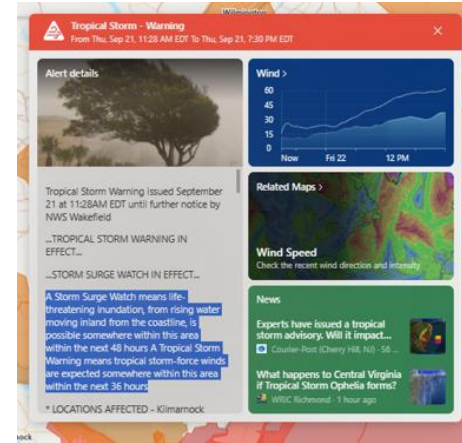 Wilmington
Tropical Storm - Warning
From Thu, Sep 21, 11:28 AM EDT To Thu, Sep 21, 7:30 PM EDT
Alert details
Tropical Storm Warning issued September
21 at 11:28AM EDT until further notice by
NWS Wakefield
...TROPICAL STORM WARNING IN
EFFECT...
...STORM SURGE WATCH IN EFFECT...
A Storm Surge Watch means life-
threatening inundation, from rising water
moving inland from the coastline, is
possible somewhere within this area
within the next 48 hours A Tropical Storm
Warning means tropical storm-force winds
are expected somewhere within this area
within the next 36 hours
* LOCATIONS AFFECTED - Kilmarnock
Wind >
60
45
30
15
0
Now Fri 22 12 PM
Related Maps >
Wind Speed
Check the recent wind direction and intensity
News
Experts have issued a tropical
storm advisory. Will it impact...
Courier-Post (Cherry Hill, NJ) · 56 ...
What happens to Central Virginia
if Tropical Storm Ophelia forms?
WRIC Richmond · 1 hour ago
nock